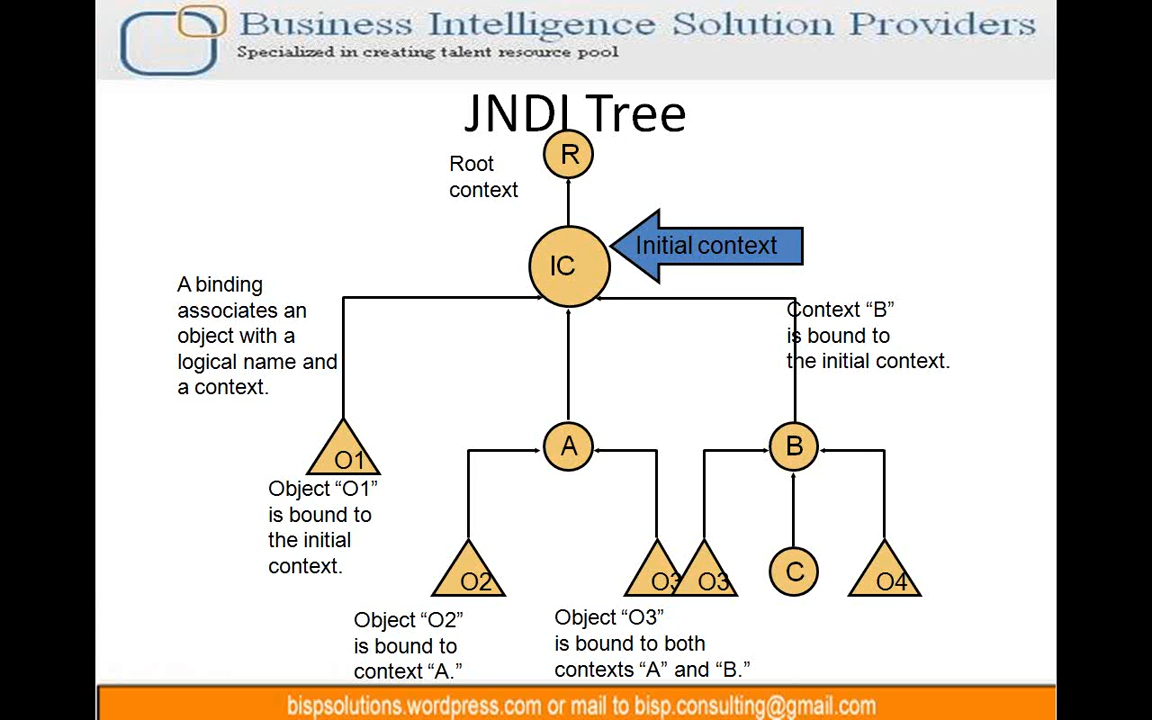 Business Intelligence Solution Providers
Specialized in creating talent resource pool
JNDI Tree
R
Root
context
IC
Initial context
A binding
associates an
object with a
logical name and
a context.
Context “B”
is bound to
the initial context.
A
B
O1
Object “O1”
is bound to
the initial
context.
O2
O3
O3
C
O4
Object “O2”
is bound to
context “A.”
Object “O3”
is bound to both
contexts “A” and “B.”
bispsolutions.wordpress.com or mail to bisp.consulting@gmail.com